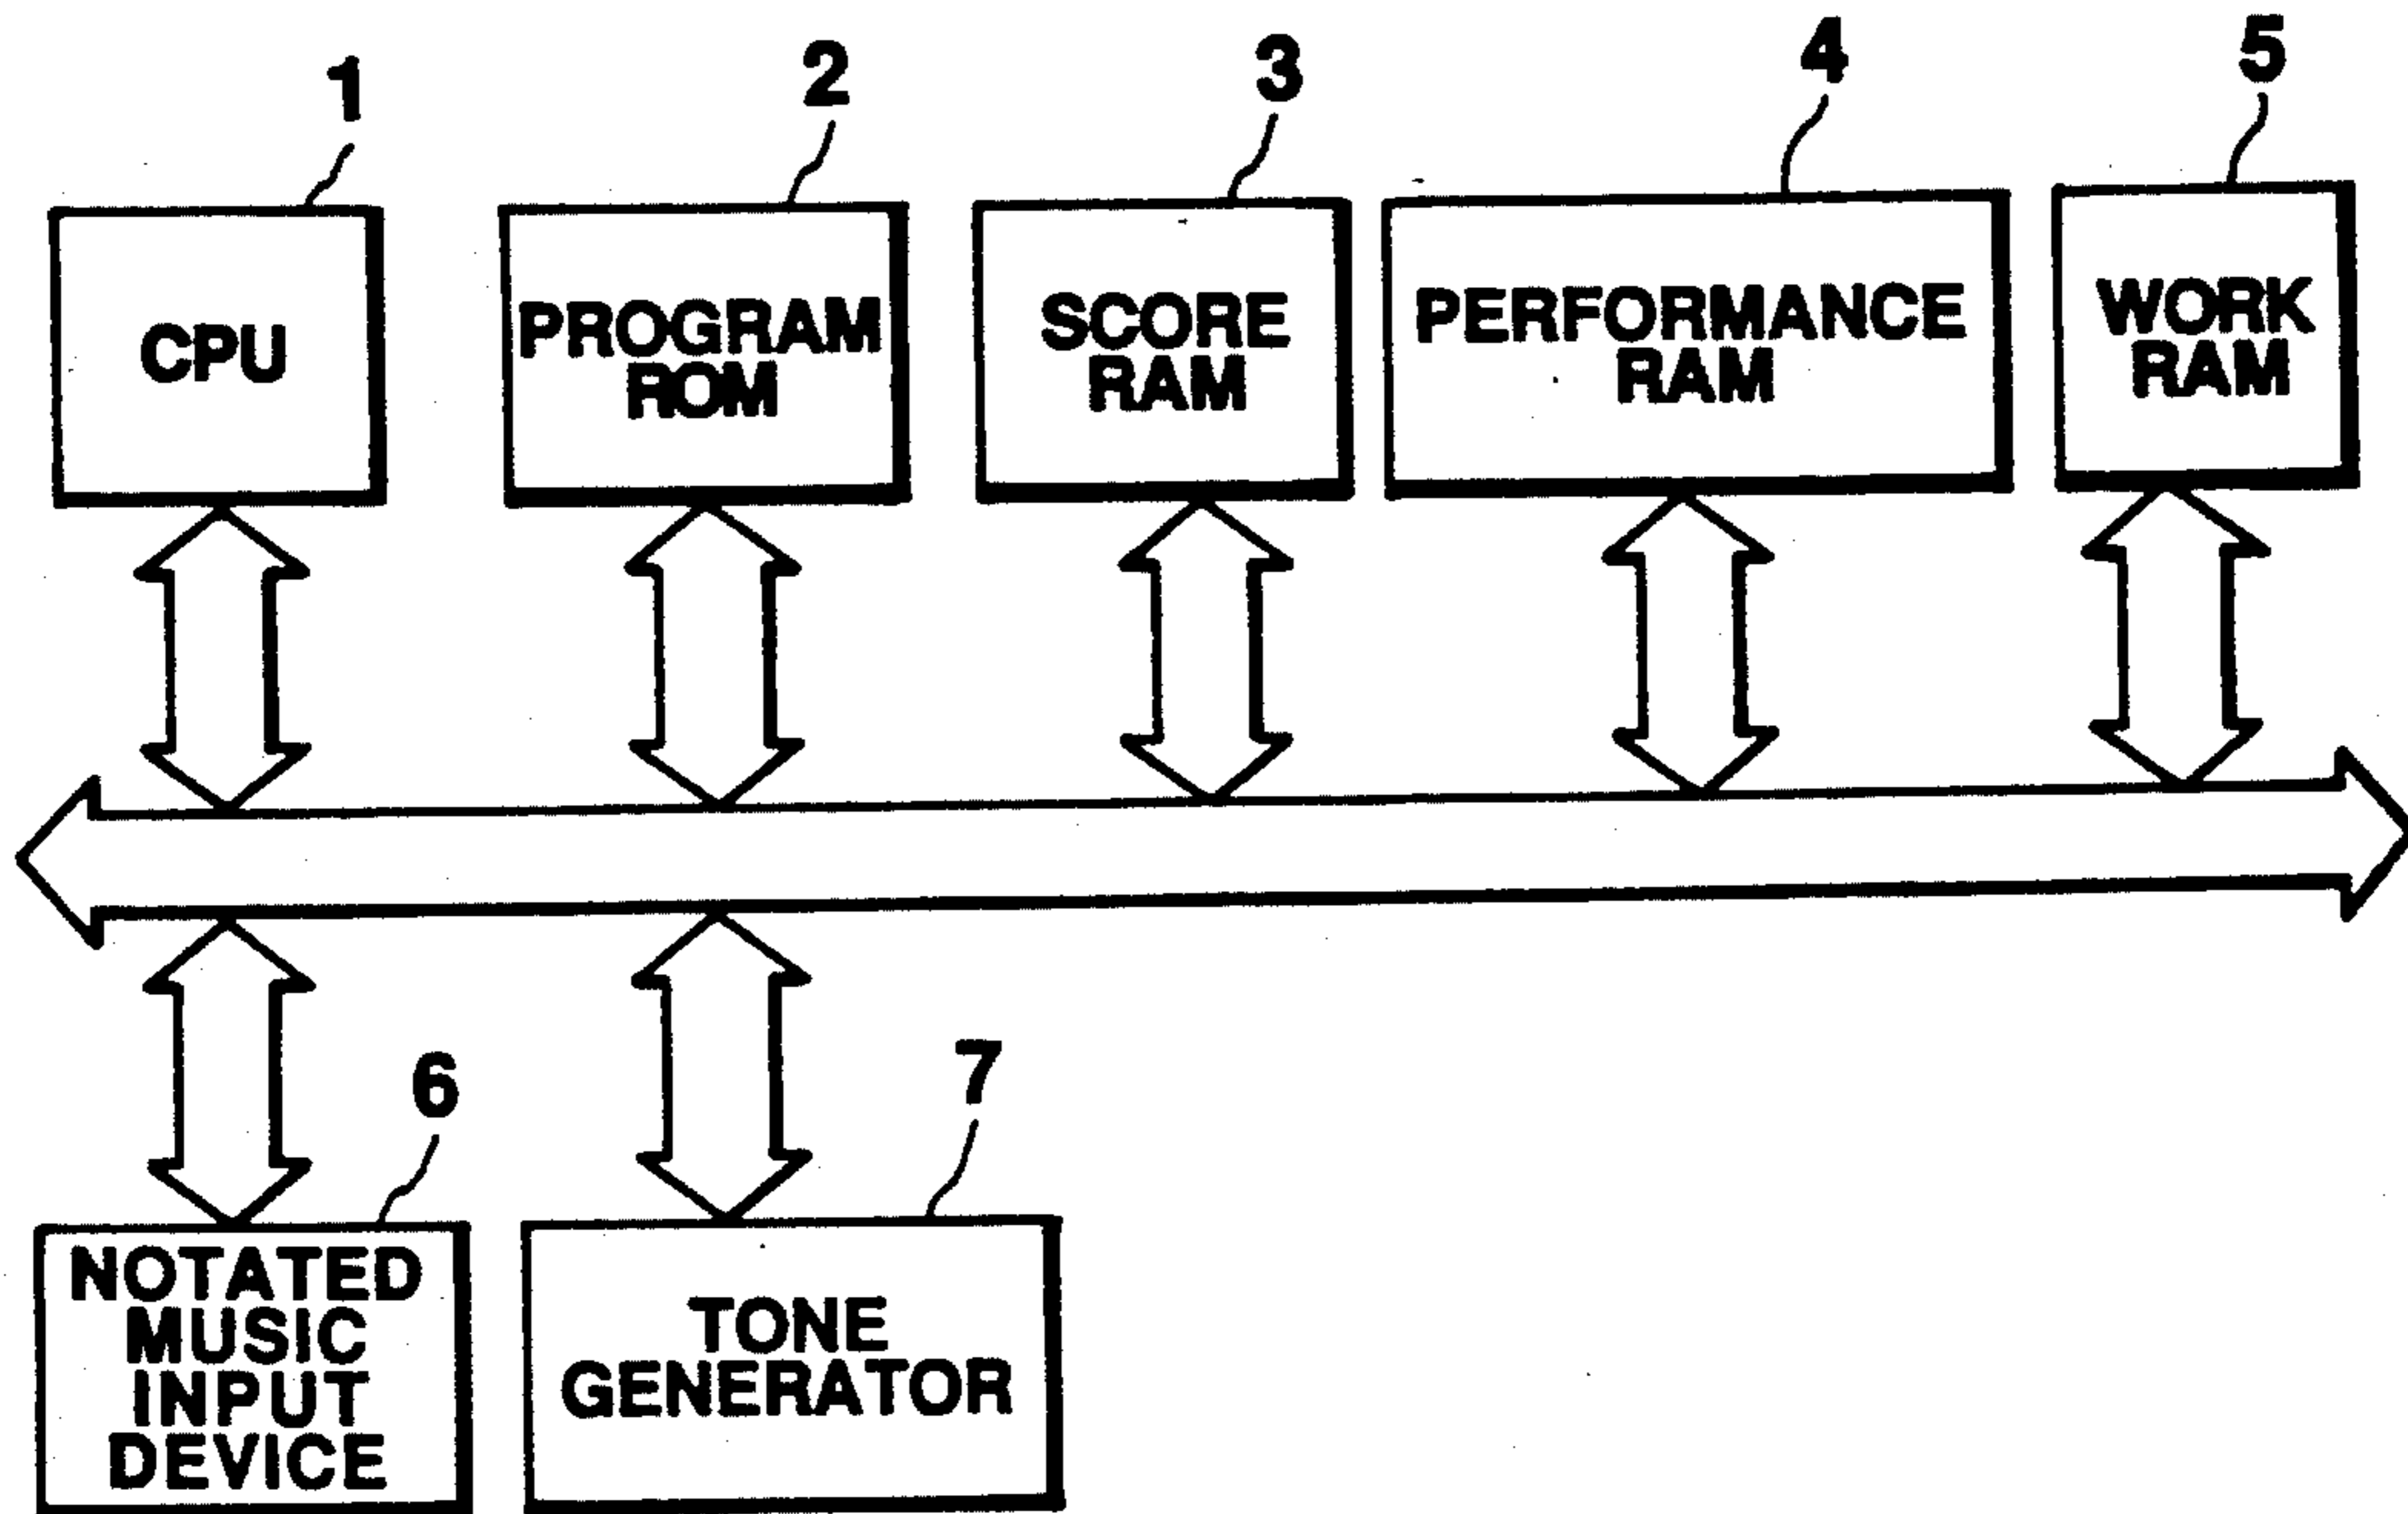 1
2
3
4
5
CPU
PROGRAM
ROM
SCORE
RAM
PERFORMANCE
RAM
WORK
RAM
6
7
NOTATED
MUSIC
INPUT
DEVICE
TONE
GENERATOR